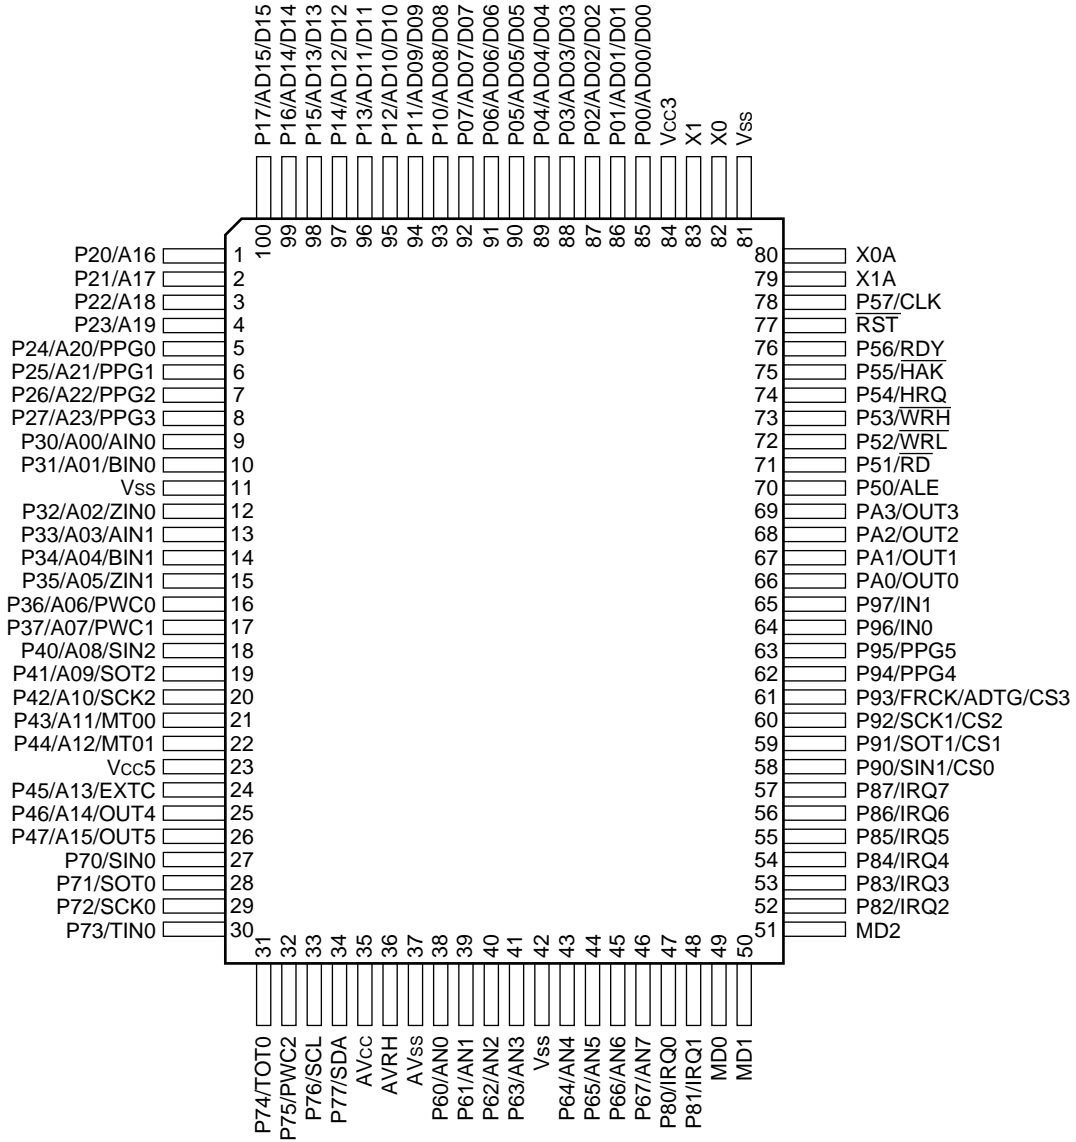 P17/AD15/D15
P16/AD14/D14
P15/AD13/D13
P14/AD12/D12
P13/AD11/D11
P12/AD10/D10
P11/AD09/D09
P10/AD08/D08
P07/AD07/D07
P06/AD06/D06
P05/AD05/D05
P04/AD04/D04
P03/AD03/D03
P02/AD02/D02
P01/AD01/D01
P00/AD00/D00
Vcc3
X1
X0
Vss
100
99
98
97
96
95
94
93
92
91
90
89
88
87
86
85
84
83
82
81
P20/A16 1
P21/A17 2
P22/A18 3
P23/A19 4
P24/A20/PPG0 5
P25/A21/PPG1 6
P26/A22/PPG2 7
P27/A23/PPG3 8
P30/A00/AIN0 9
P31/A01/BIN0 10
Vss 11
P32/A02/ZIN0 12
P33/A03/AIN1 13
P34/A04/BIN1 14
P35/A05/ZIN1 15
P36/A06/PWC0 16
P37/A07/PWC1 17
P40/A08/SIN2 18
P41/A09/SOT2 19
P42/A10/SCK2 20
P43/A11/MT00 21
P44/A12/MT01 22
Vcc5 23
P45/A13/EXTC 24
P46/A14/OUT4 25
P47/A15/OUT5 26
P70/SIN0 27
P71/SOT0 28
P72/SCK0 29
P73/TIN0 30
80 X0A
79 X1A
78 P57/CLK
77 RST
76 P56/RDY
75 P55/HAK
74 P54/HRQ
73 P53/WRH
72 P52/WRL
71 P51/RD
70 P50/ALE
69 PA3/OUT3
68 PA2/OUT2
67 PA1/OUT1
66 PA0/OUT0
65 P97/IN1
64 P96/IN0
63 P95/PPG5
62 P94/PPG4
61 P93/FRCK/ADTG/CS3
60 P92/SCK1/CS2
59 P91/SOT1/CS1
58 P90/SIN1/CS0
57 P87/IRQ7
56 P86/IRQ6
55 P85/IRQ5
54 P84/IRQ4
53 P83/IRQ3
52 P82/IRQ2
51 MD2
31
32
33
34
35
36
37
38
39
40
41
42
43
44
45
46
47
48
49
50
P74/TOT0
P75/PWC2
P76/SCL
P77/SDA
AVcc
AVRH
AVss
P60/AN0
P61/AN1
P62/AN2
P63/AN3
Vss
P64/AN4
P65/AN5
P66/AN6
P67/AN7
P80/IRQ0
P81/IRQ1
MD0
MD1